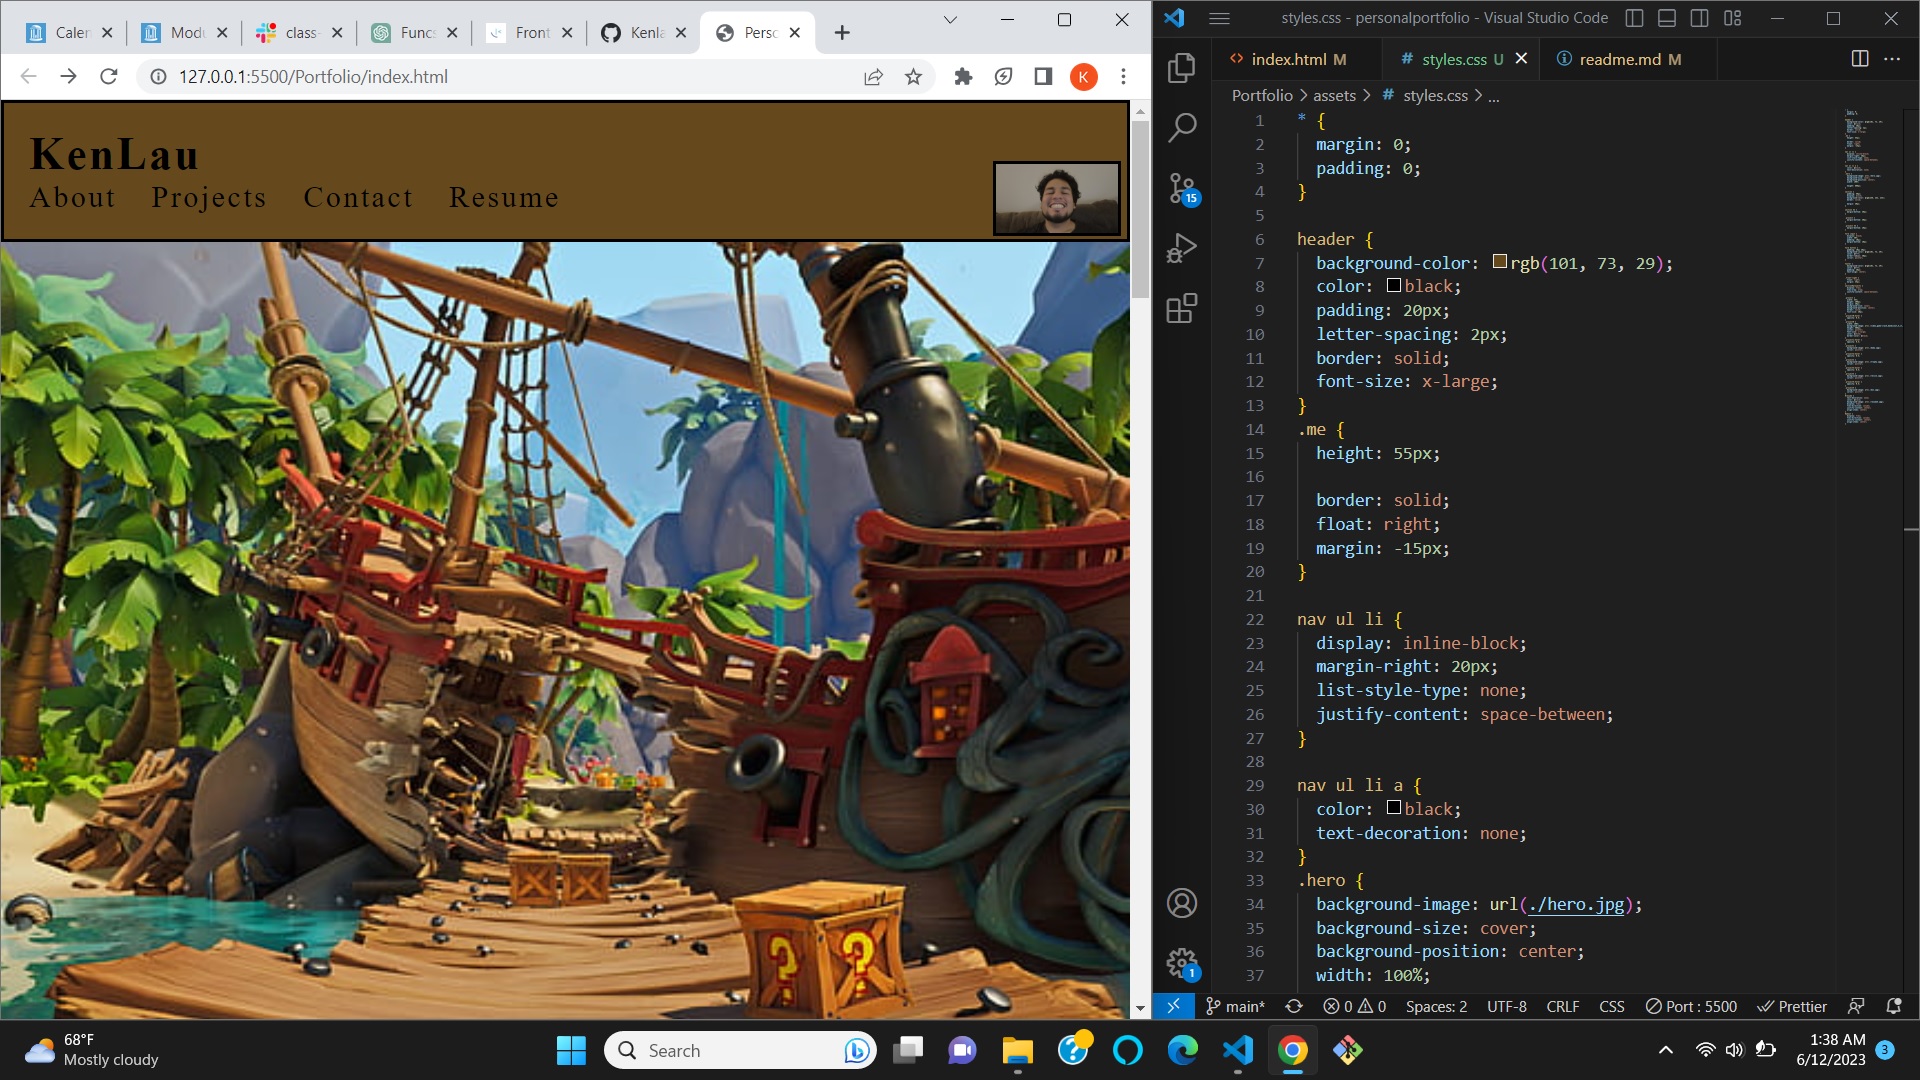 Caler
Modu
class-
Func
Front
Kenla
Perso
127.0.0.1:5500/Portfolio/index.html
K
KenLau
About Projects Contact Resume
styles.css - personalportfolio - Visual Studio Code
index.html M
# styles.css U
readme.md M
Portfolio > assets > # styles.css > ...
1 * {
2 margin: 0;
3 padding: 0;
4 }
5
6 header {
7 background-color: rgb(101, 73, 29);
8 color: black;
9 padding: 20px;
10 letter-spacing: 2px;
11 border: solid;
12 font-size: x-large;
13 }
14 .me {
15 height: 55px;
16
17 border: solid;
18 float: right;
19 margin: -15px;
20 }
21
22 nav ul li {
23 display: inline-block;
24 margin-right: 20px;
25 list-style-type: none;
26 justify-content: space-between;
27 }
28
29 nav ul li a {
30 color: black;
31 text-decoration: none;
32 }
33 .hero {
34 background-image: url(./hero.jpg);
35 background-size: cover;
36 background-position: center;
37 width: 100%;
15
1
? ?
main* 0 0 Spaces: 2 UTF-8 CRLF CSS Port : 5500 Prettier
68°F
Mostly cloudy
Search
1:38 AM
6/12/2023
3